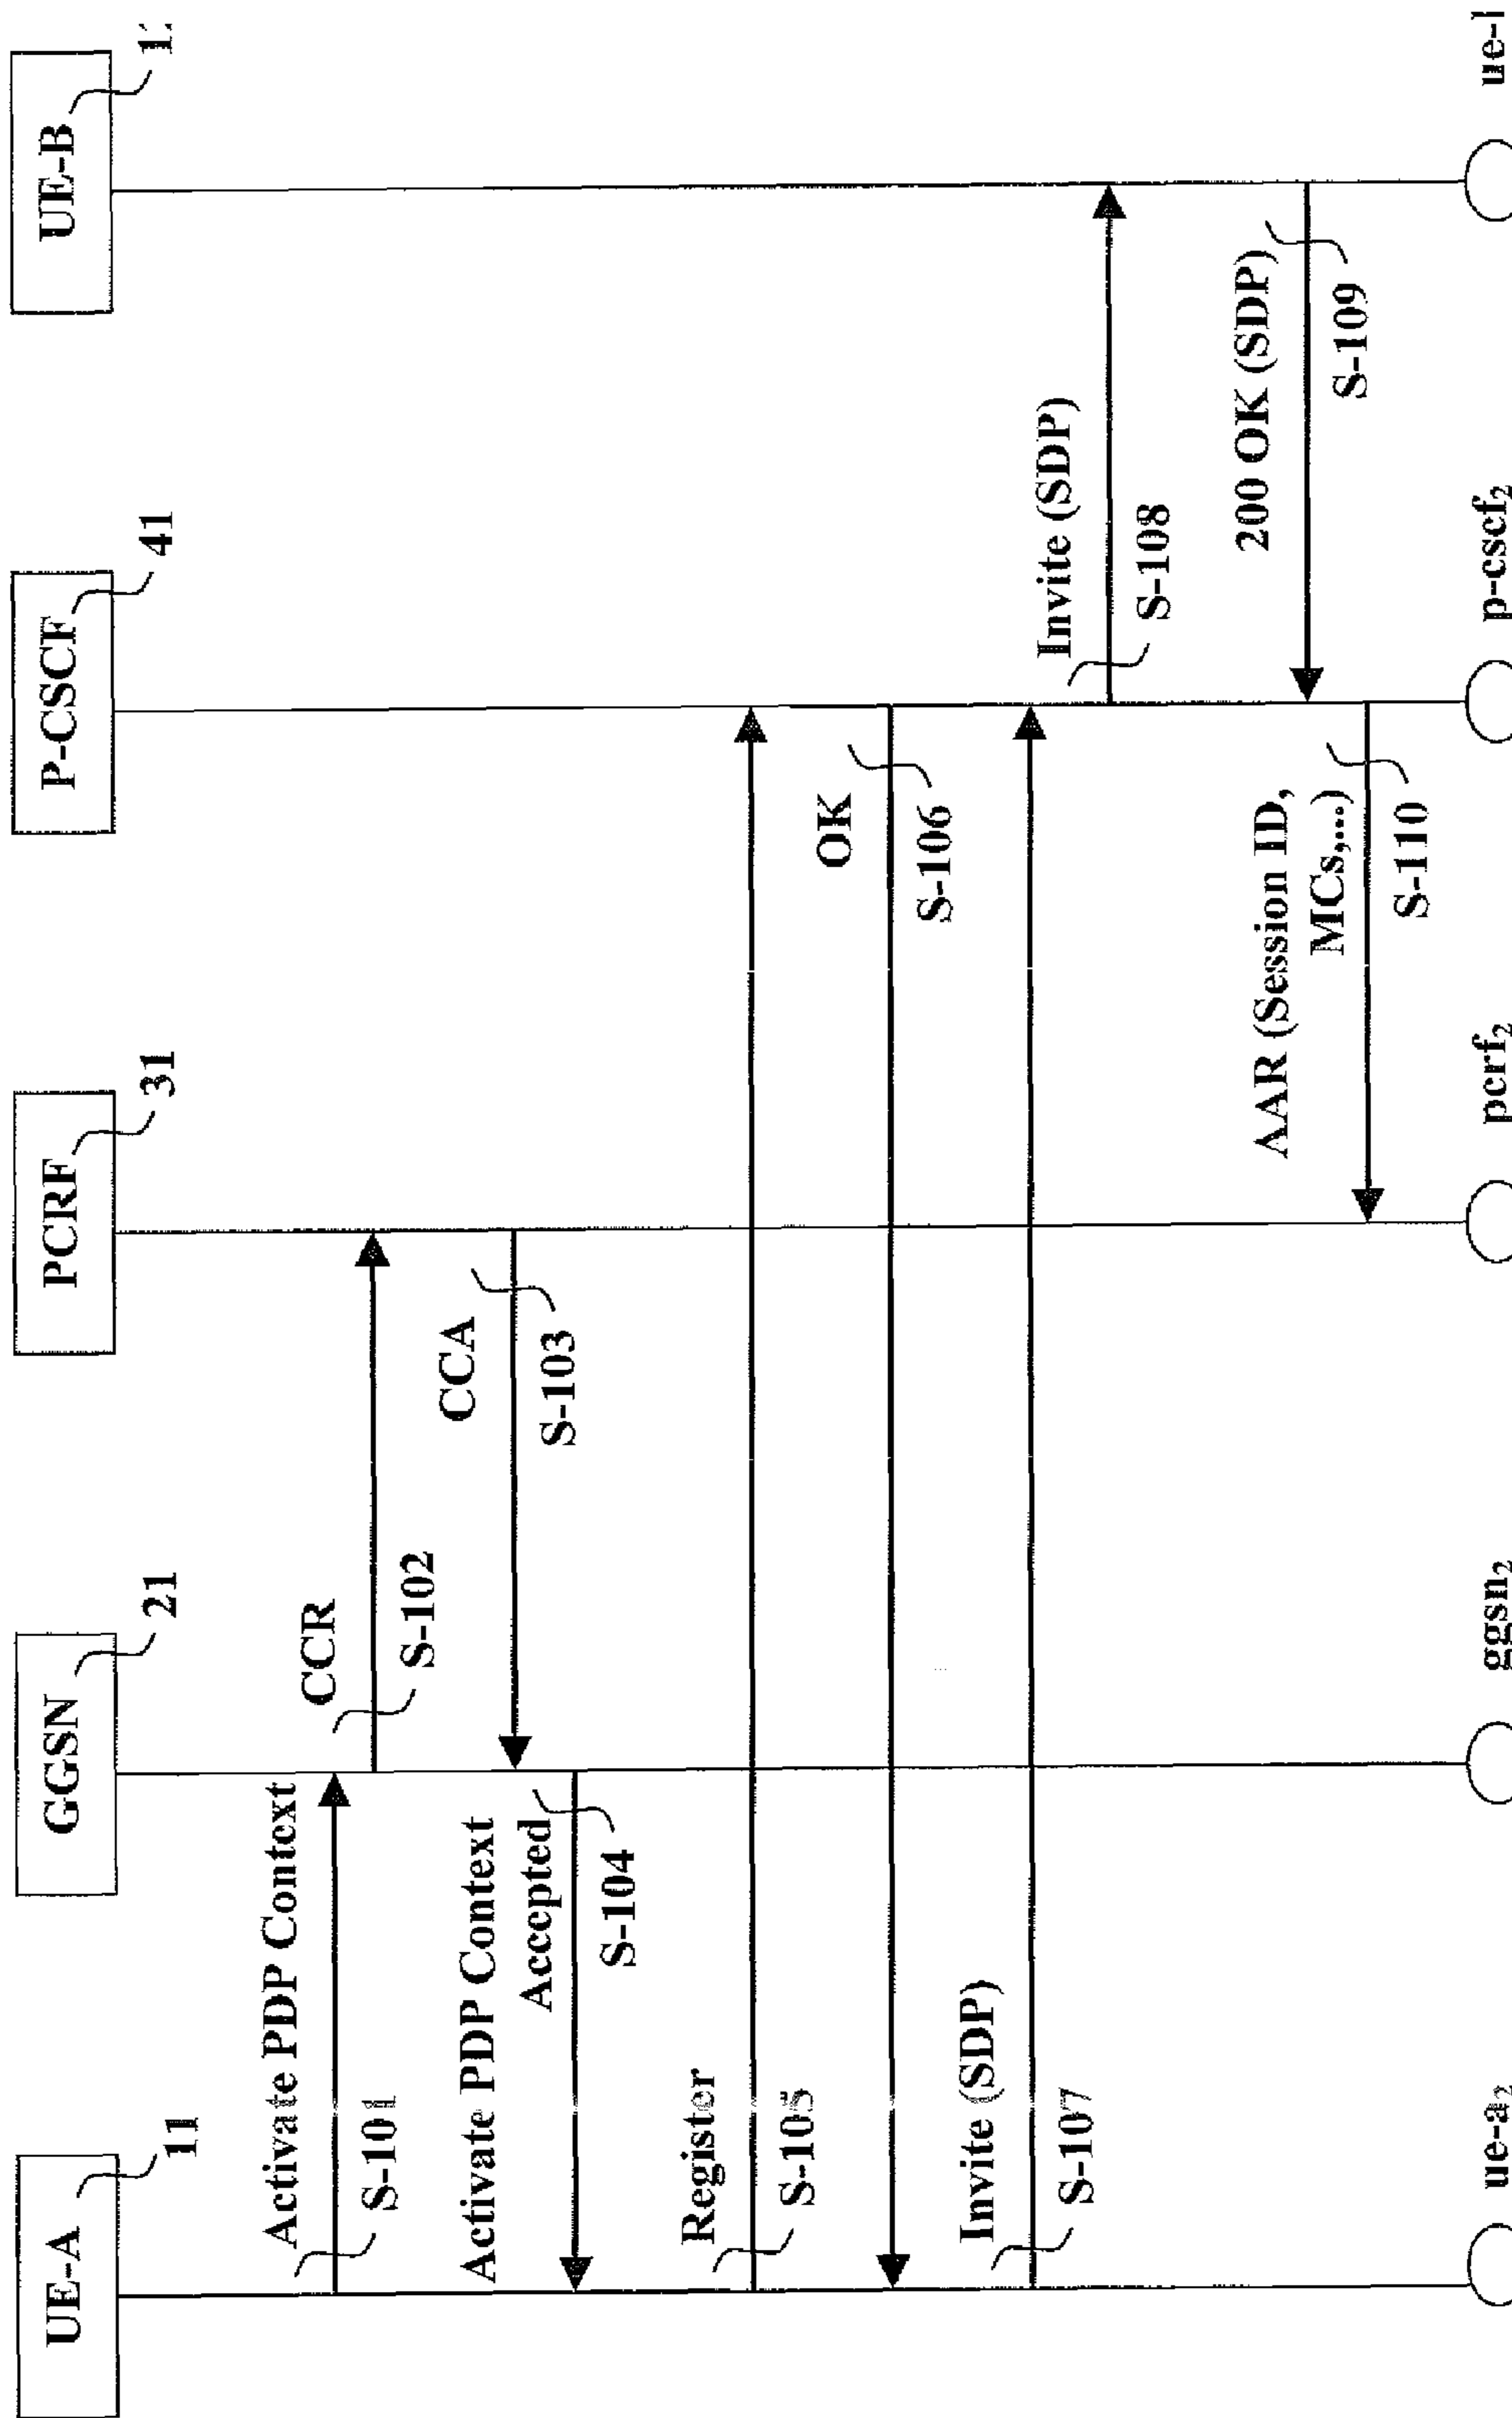 UE-A
11
GGSN
21
PCRF
31
P-CSCF
41
UE-B
Activate PDP Context
S-101
CCR
S-102
CCA
S-103
Activate PDP Context
Accepted
S-104
Register
S-105
OK
S-106
Invite (SDP)
S-107
Invite (SDP)
S-108
200 OK (SDP)
S-109
AAR (Session ID,
MCs,...)
S-110
ue-a₂
ggsn₂
pcrf₂
p-cscf₂